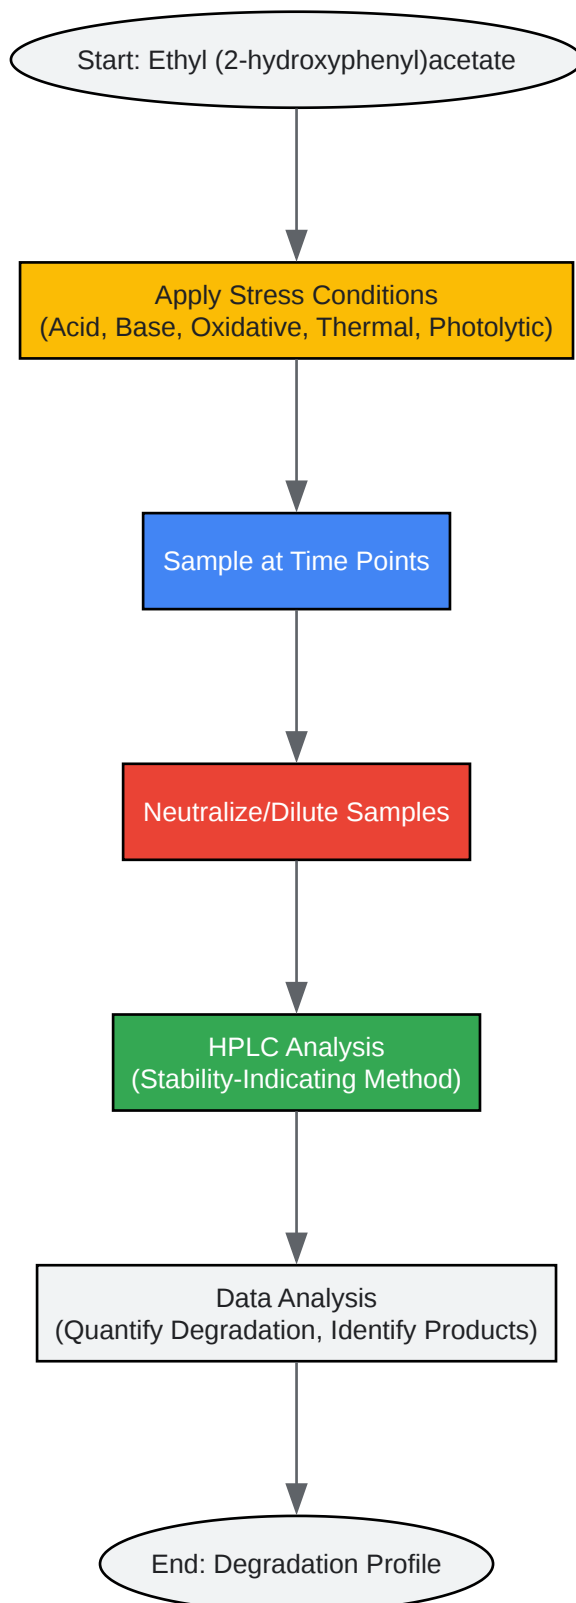 Start: Ethyl (2-hydroxyphenyl)acetate
Apply Stress Conditions
(Acid, Base, Oxidative, Thermal, Photolytic)
Sample at Time Points
Neutralize/Dilute Samples
HPLC Analysis
(Stability-Indicating Method)
Data Analysis
(Quantify Degradation, Identify Products)
End: Degradation Profile